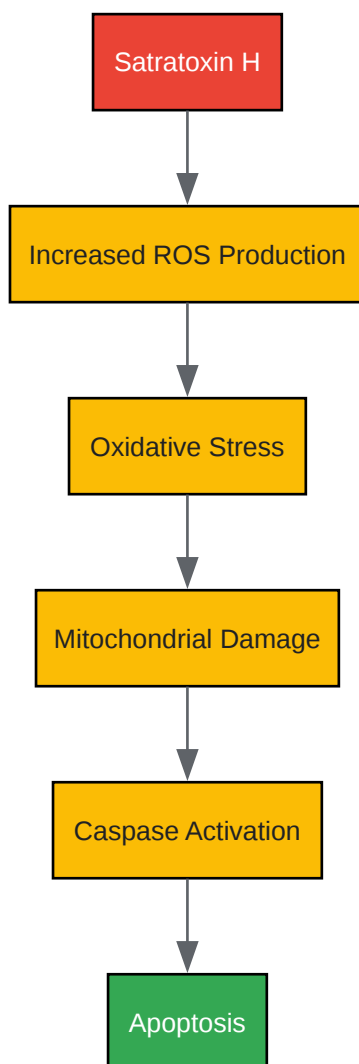 Satratoxin H
Increased ROS Production
Oxidative Stress
Mitochondrial Damage
Caspase Activation
Apoptosis